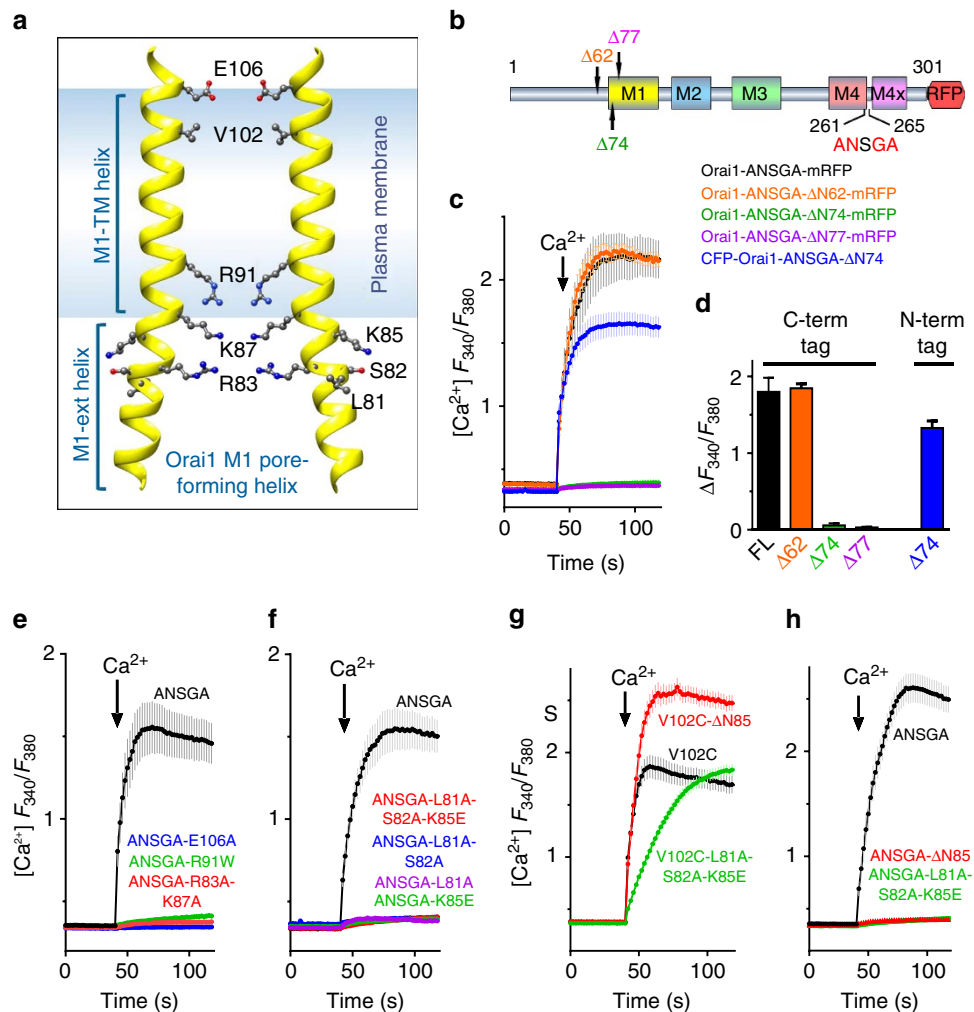 a
E106
V102
R91
K87
R83
K85
S82
L81
M1-TM helix
M1-ext helix
Plasma membrane
Orai1 M1 pore-
forming helix
b
Δ77
Δ62
1
301
M1
M2
M3
M4
M4x
RFP
Δ74
261
265
ANSGA
Orai1-ANSGA-mRFP
Orai1-ANSGA-ΔN62-mRFP
Orai1-ANSGA-ΔN74-mRFP
Orai1-ANSGA-ΔN77-mRFP
CFP-Orai1-ANSGA-ΔN74
c
Ca²⁺
[Ca²⁺] F₃₄₀/F₃₈₀
2
1
0 50 100
Time (s)
d
C-term
tag
N-term
tag
ΔF₃₄₀/F₃₈₀
2
1
0
FL
Δ62
Δ74
Δ77
Δ74
e
2
Ca²⁺
ANSGA
[Ca²⁺] F₃₄₀/F₃₈₀
1
ANSGA-E106A
ANSGA-R91W
ANSGA-R83A-
K87A
0 50 100
Time (s)
f
2
Ca²⁺
ANSGA
1
ANSGA-L81A-
S82A-K85E
ANSGA-L81A-
S82A
ANSGA-L81A
ANSGA-K85E
0 50 100
Time (s)
g
S
Ca²⁺
V102C-ΔN85
V102C
V102C-L81A-
S82A-K85E
[Ca²⁺] F₃₄₀/F₃₈₀
2
1
0 50 100
Time (s)
h
Ca²⁺
ANSGA
2
1
ANSGA-ΔN85
ANSGA-L81A-
S82A-K85E
0 50 100
Time (s)